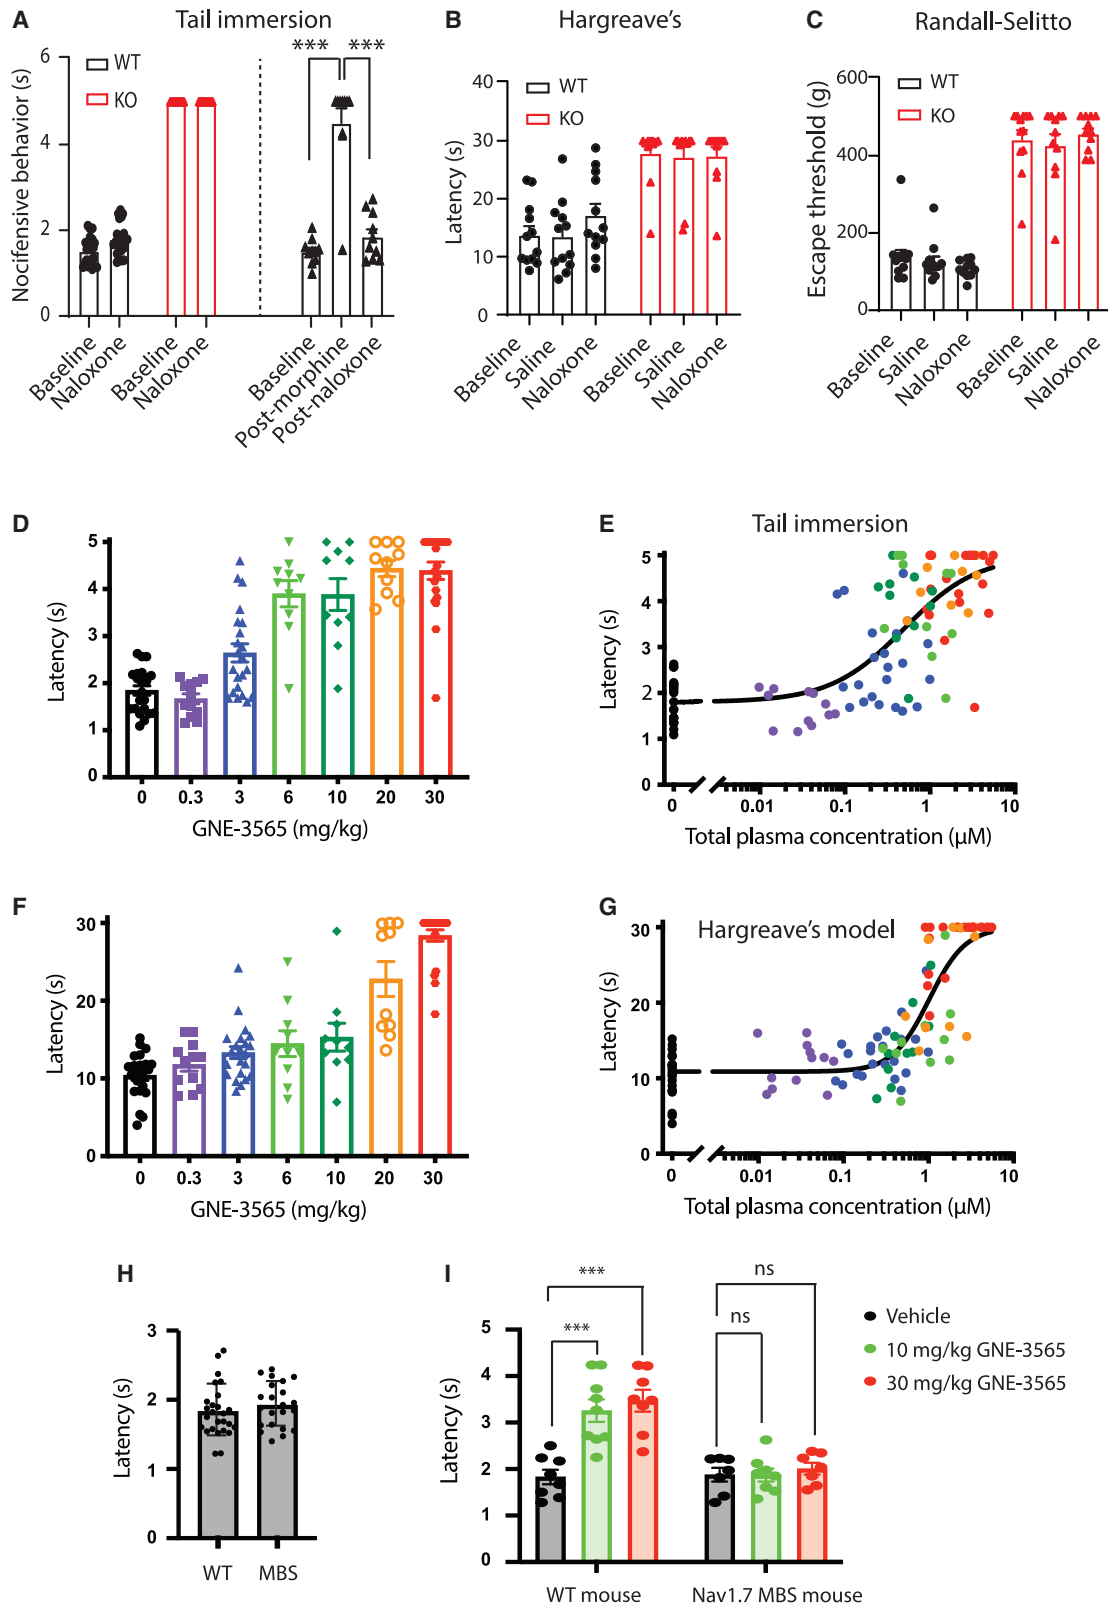 A
Tail immersion
Nocifensive behavior (s)
6
4
2
0
WT
KO
***
***
Baseline
Naloxone
Baseline
Naloxone
Baseline
Post-morphine
Post-naloxone
B
Hargreave's
Latency (s)
40
30
20
10
0
WT
KO
Baseline
Saline
Naloxone
Baseline
Saline
Naloxone
C
Randall-Selitto
Escape threshold (g)
600
400
200
0
WT
KO
Baseline
Saline
Naloxone
Baseline
Saline
Naloxone
D
Latency (s)
5
4
3
2
1
0
0 0.3 3 6 10 20 30
GNE-3565 (mg/kg)
E
Tail immersion
Latency (s)
5
4
3
2
1
0
0 0.01 0.1 1 10
Total plasma concentration (µM)
F
Latency (s)
30
20
10
0
0 0.3 3 6 10 20 30
GNE-3565 (mg/kg)
G
Hargreave's model
Latency (s)
30
20
10
0
0 0.01 0.1 1 10
Total plasma concentration (µM)
H
Latency (s)
3
2
1
0
WT MBS
I
Latency (s)
5
4
3
2
1
0
***
***
ns
ns
WT mouse Nav1.7 MBS mouse
Vehicle
10 mg/kg GNE-3565
30 mg/kg GNE-3565